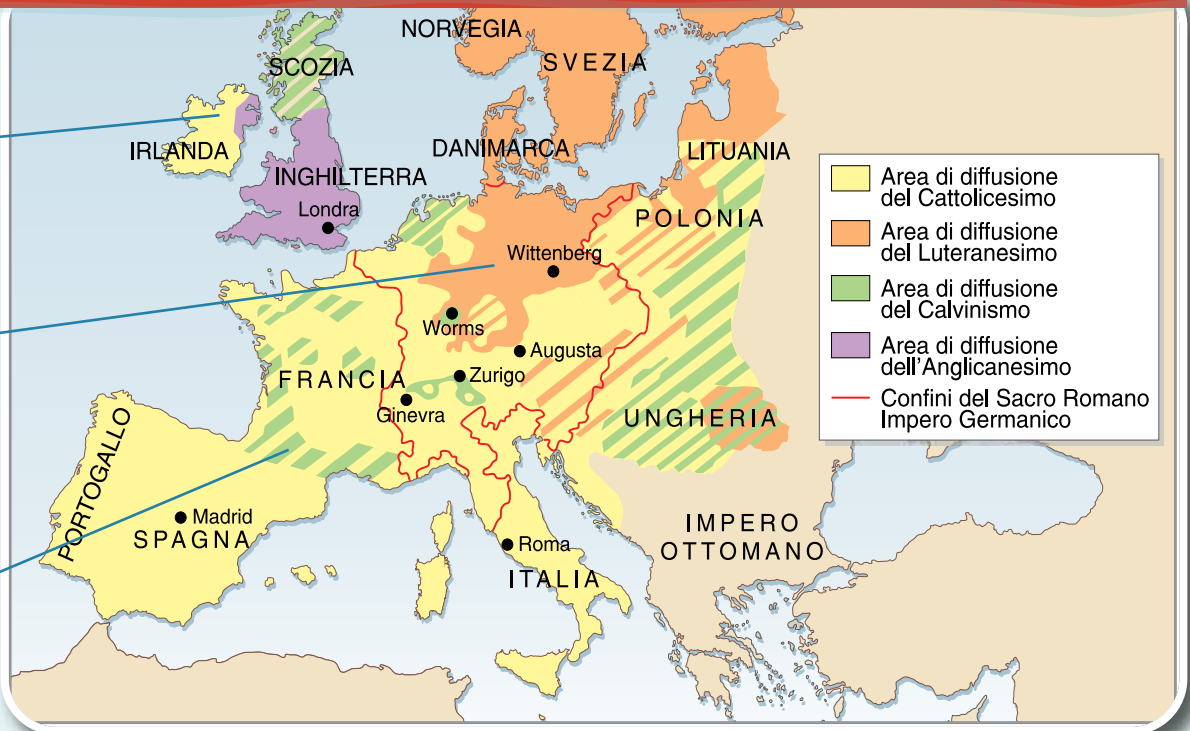 NORVEGIA
SVEZIA
SCOZIA
IRLANDA
DANIMARCA
LITUANIA
INGHILTERRA
Londra
POLONIA
Wittenberg
Worms
Augusta
Zurigo
FRANCIA
Ginevra
UNGHERIA
PORTOGALLO
Madrid
SPAGNA
Roma
ITALIA
IMPERO
OTTOMANO
Area di diffusione
del Cattolicesimo
Area di diffusione
del Luteranesimo
Area di diffusione
del Calvinismo
Area di diffusione
dell'Anglicanesimo
Confini del Sacro Romano
Impero Germanico